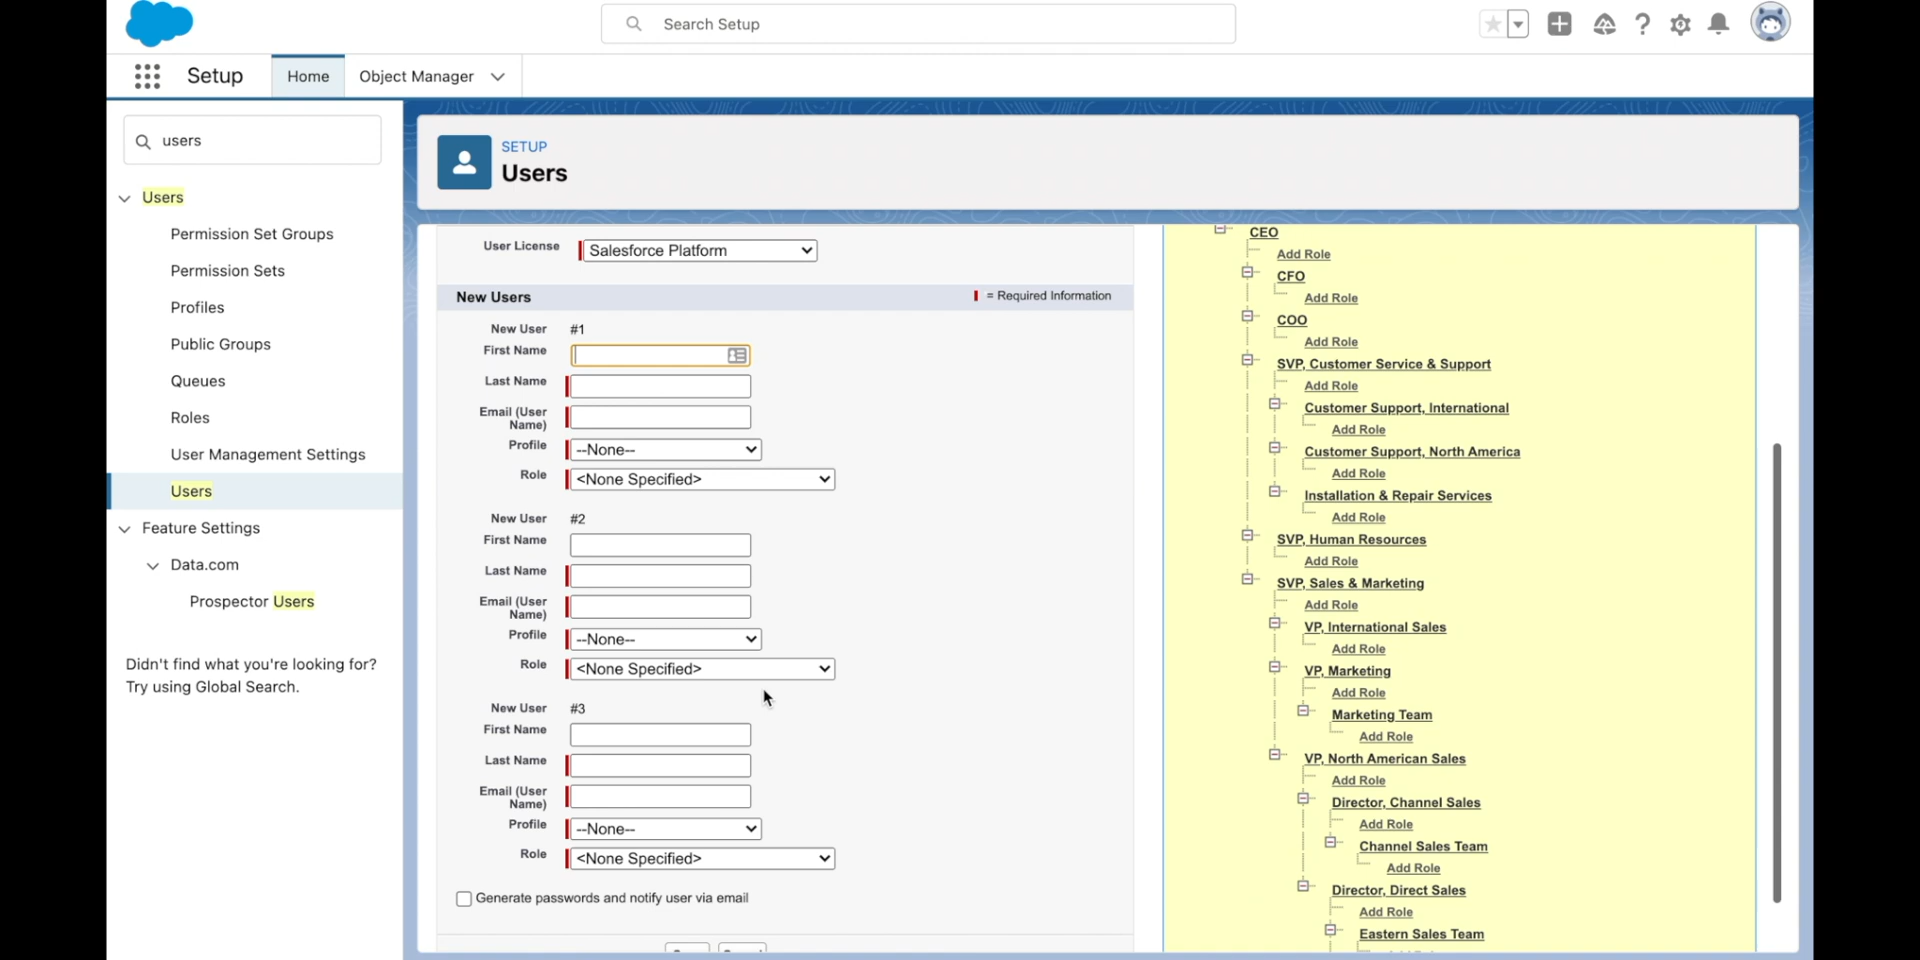 Search Setup
Setup
Home
Object Manager
users
Users
Permission Set Groups
Permission Sets
Profiles
Public Groups
Queues
Roles
User Management Settings
Users
Feature Settings
Data.com
Prospector Users
Didn't find what you're looking for?
Try using Global Search.
SETUP
Users
User License
Salesforce Platform
New Users
= Required Information
New User #1
First Name
Last Name
Email (User
Name)
Profile --None--
Role <None Specified>
New User #2
First Name
Last Name
Email (User
Name)
Profile --None--
Role <None Specified>
New User #3
First Name
Last Name
Email (User
Name)
Profile --None--
Role <None Specified>
Generate passwords and notify user via email
CEO
Add Role
CFO
Add Role
COO
Add Role
SVP, Customer Service & Support
Add Role
Customer Support, International
Add Role
Customer Support, North America
Add Role
Installation & Repair Services
Add Role
SVP, Human Resources
Add Role
SVP, Sales & Marketing
Add Role
VP, International Sales
Add Role
VP, Marketing
Add Role
Marketing Team
Add Role
VP, North American Sales
Add Role
Director, Channel Sales
Add Role
Channel Sales Team
Add Role
Director, Direct Sales
Add Role
Eastern Sales Team